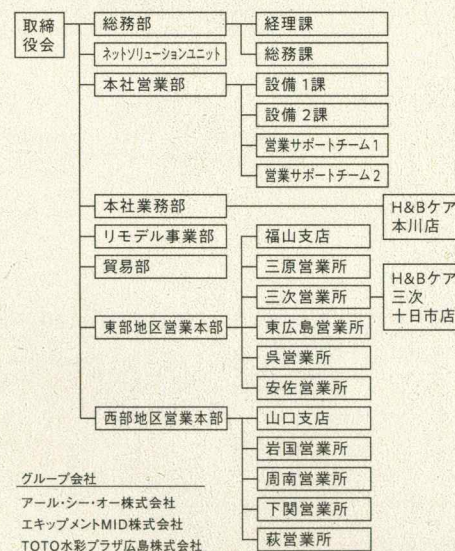 取締
役会
総務部
経理課
総務課
ネットソリューションユニット
本社営業部
設備1課
設備2課
営業サポートチーム1
営業サポートチーム2
本社業務部
H&Bケア
本川店
リモデル事業部
貿易部
東部地区営業本部
福山支店
三原営業所
三次営業所
H&Bケア
三次
十日市店
東広島営業所
呉営業所
安佐営業所
西部地区営業本部
山口支店
岩国営業所
周南営業所
下関営業所
萩営業所
グループ会社
アール・シー・オー株式会社
エキップメントMID株式会社
TOTO水彩プラザ広島株式会社